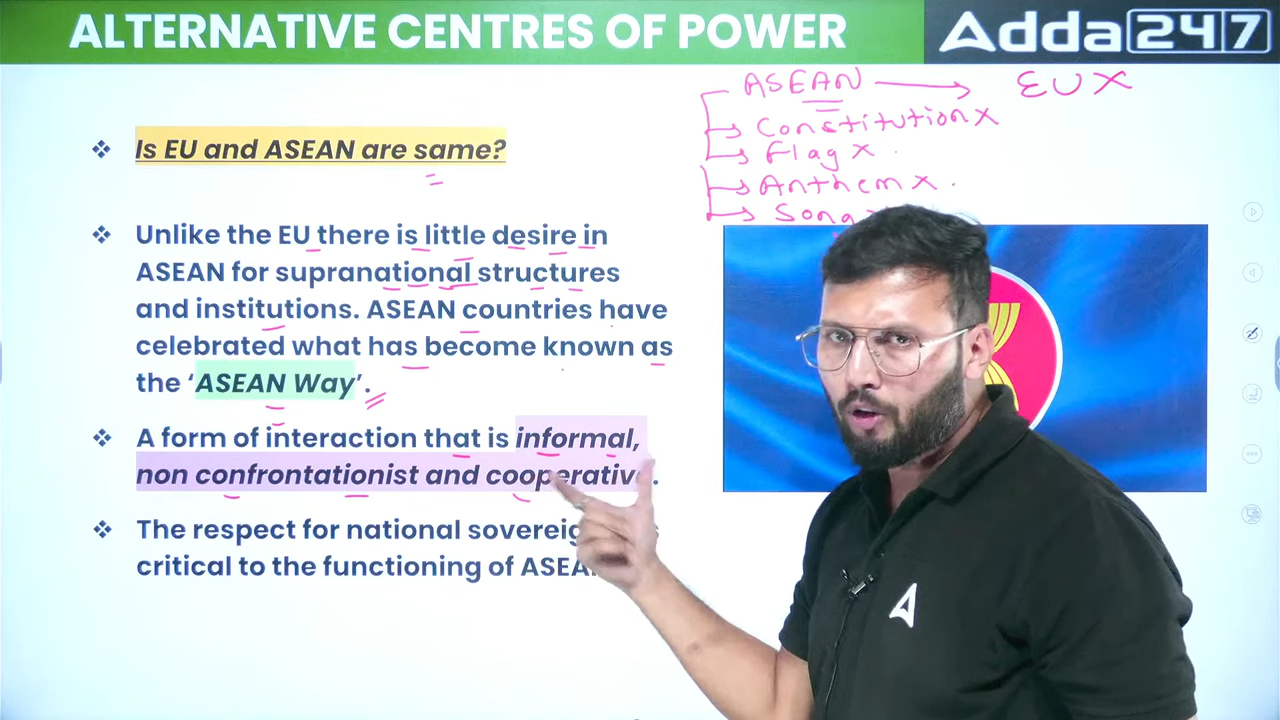 ALTERNATIVE CENTRES OF POWER
Adda247
ASEAN → EU X
Constitution X
Flag X
Anthem X
Song
Is EU and ASEAN are same?
Unlike the EU there is little desire in
ASEAN for supranational structures
and institutions. ASEAN countries have
celebrated what has become known as
the ‘ASEAN Way’.
A form of interaction that is informal,
non confrontationist and cooperativ
The respect for national
critical to the functioning of